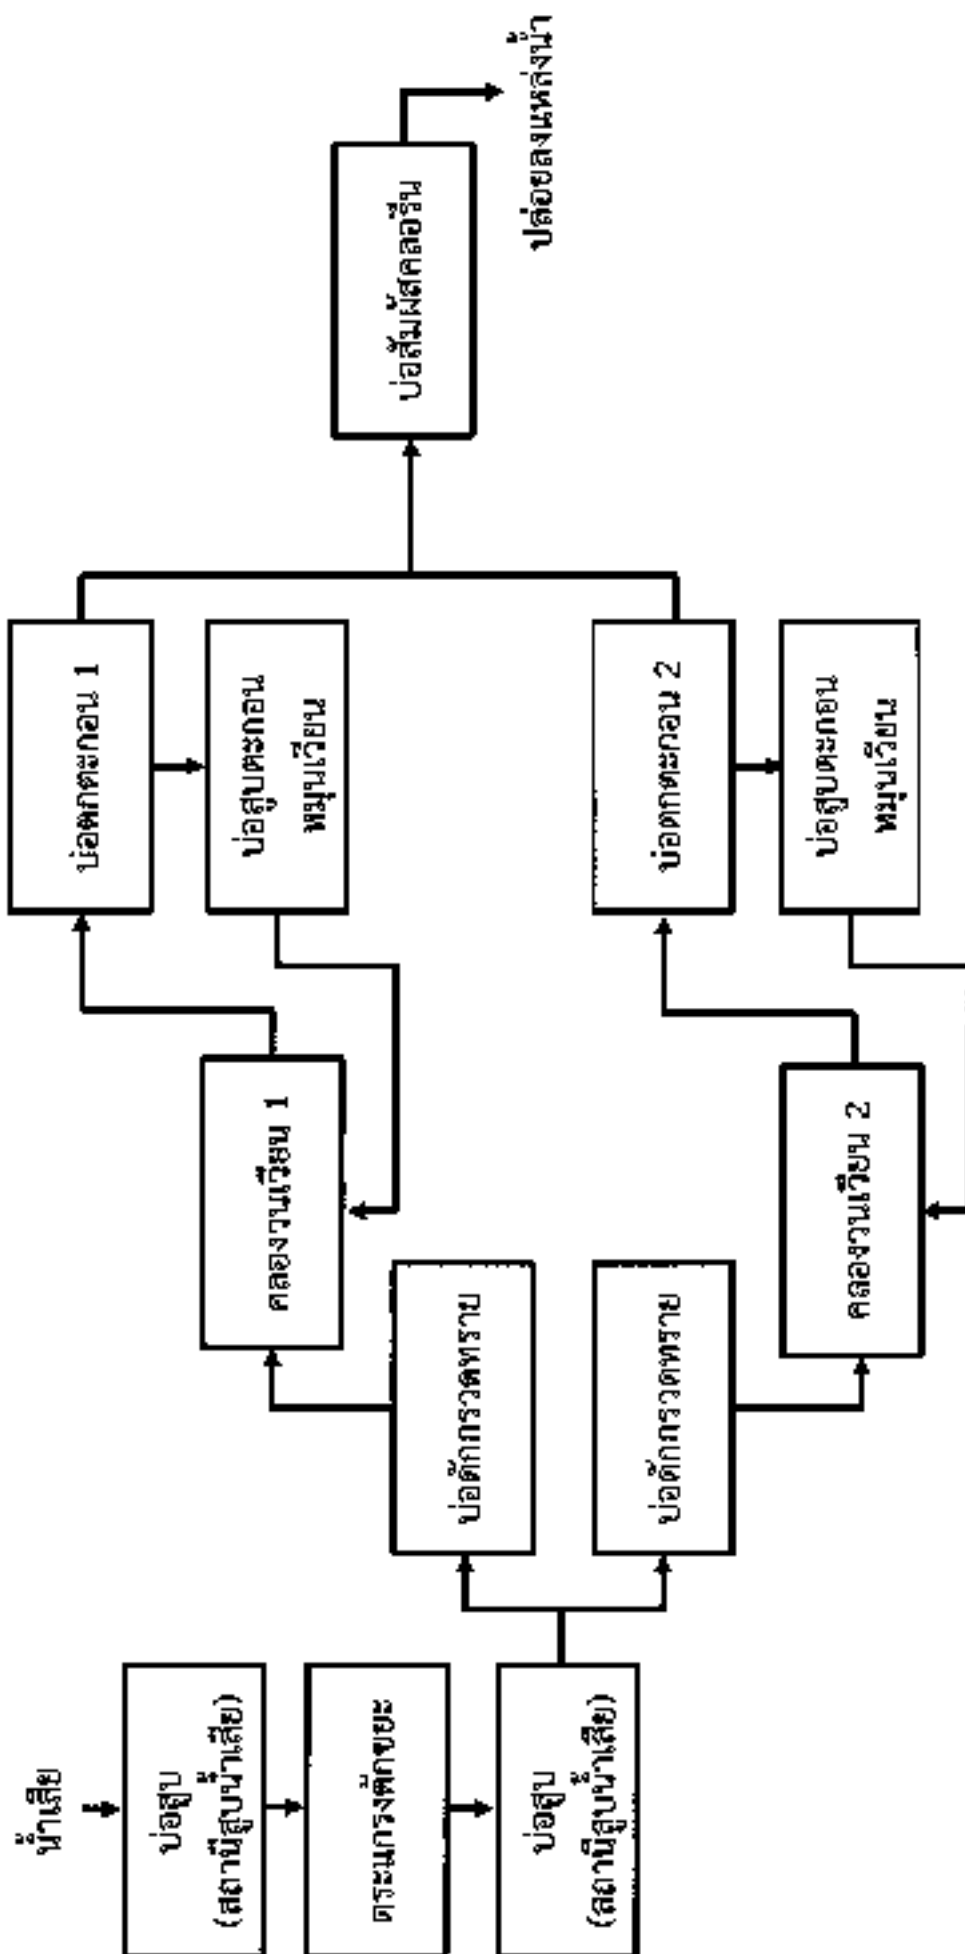 น้ำเสีย
บ่อสูบ
(สถานีสูบน้ำเสีย)
ตระแกรงดักขยะ
บ่อสูบ
(สถานีสูบน้ำเสีย)
บ่อดักกรวดทราย
บ่อดักกรวดทราย
คลองวนเวียน 1
คลองวนเวียน 2
บ่อตกตะกอน 1
บ่อสูบตะกอน
หมุนเวียน
บ่อตกตะกอน 2
บ่อสูบตะกอน
หมุนเวียน
บ่อสัมผัสคลอรีน
ปล่อยลงแหล่งน้ำ